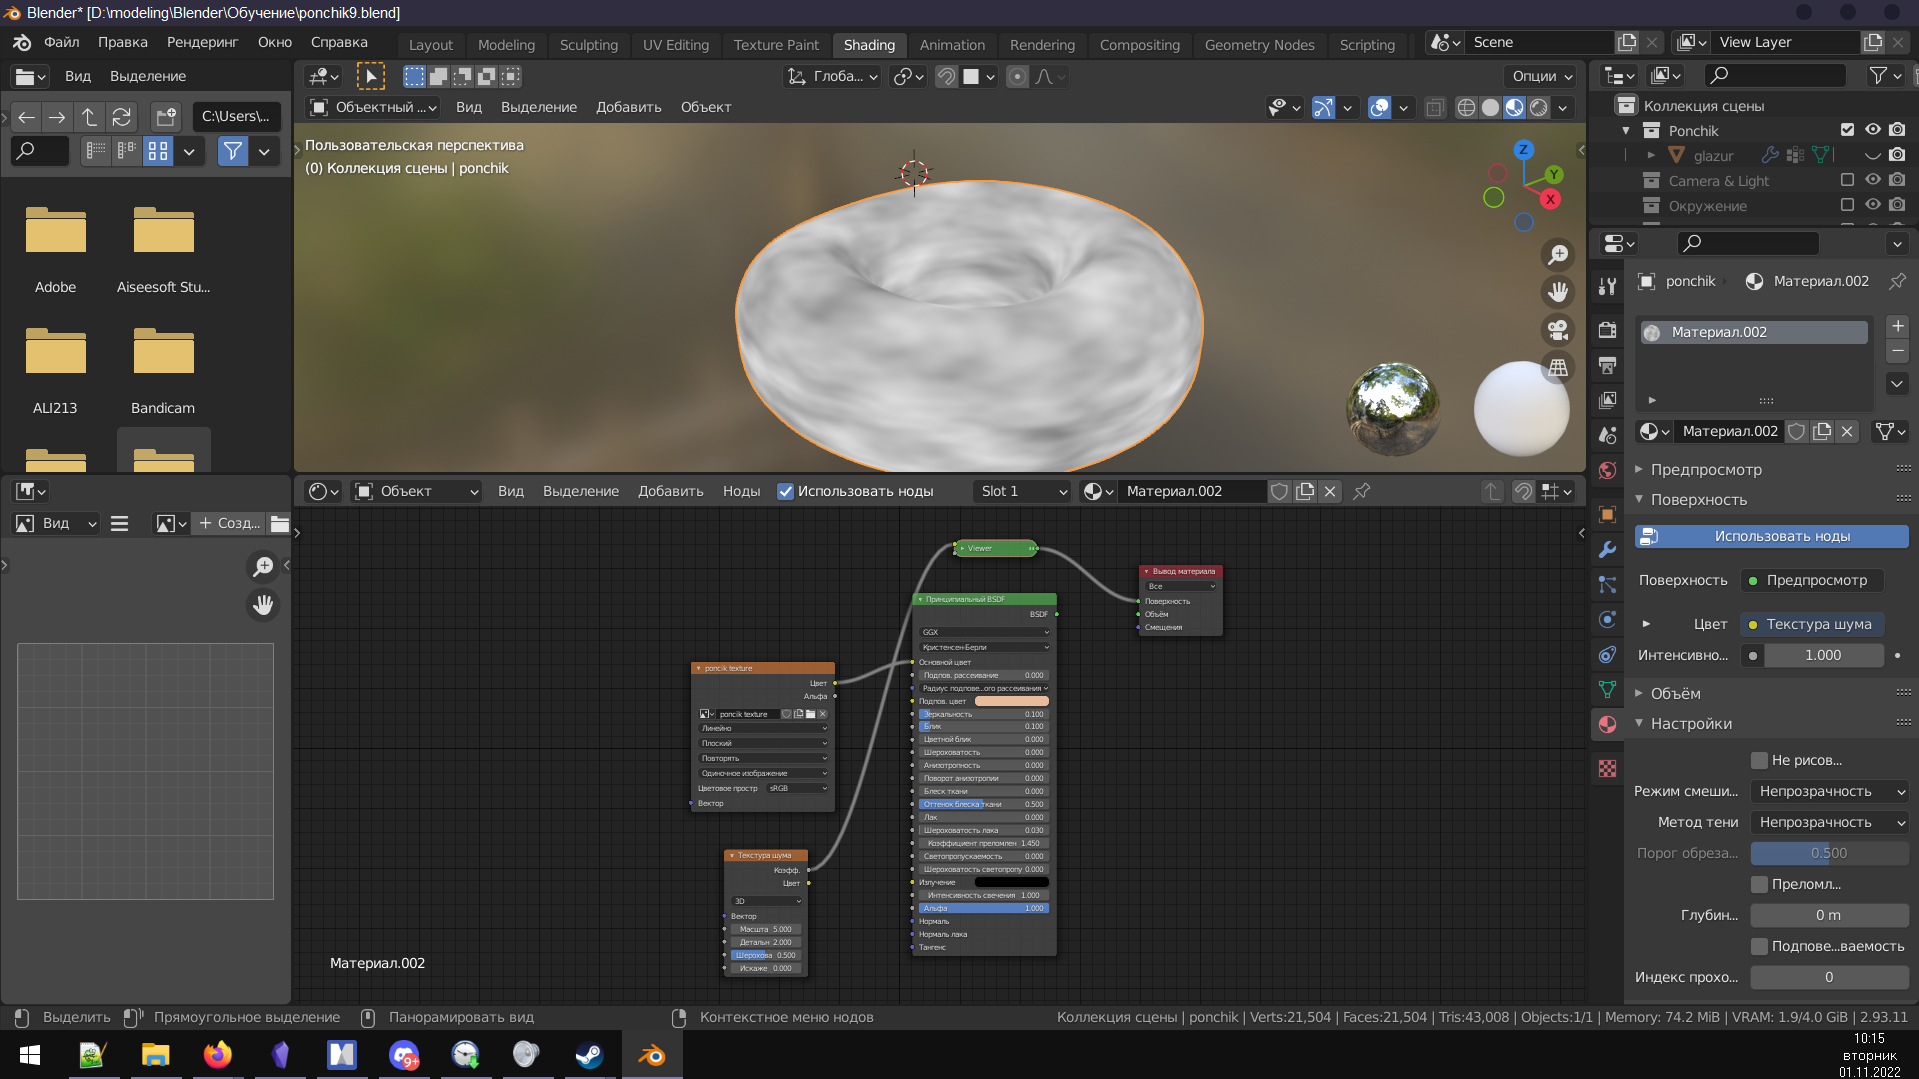 Blender* [D:\modeling\Blender\Обучение\ponchik9.blend]
Файл Правка Рендеринг Окно Справка Layout Modeling Sculpting UV Editing Texture Paint Shading Animation Rendering Compositing Geometry Nodes Scripting Scene View Layer
Вид Выделение
Глоба...
Опции
C:\Users\...
Объектный ... Вид Выделение Добавить Объект
Коллекция сцены
Ponchik
glazur
Camera & Light
Окружение
Пользовательская перспектива
(0) Коллекция сцены | ponchik
Z
Y
X
Adobe
Aiseesoft Stu...
ALI213
Bandicam
ponchik Материал.002
Материал.002
Материал.002
Предпросмотр
Поверхность
Использовать ноды
Поверхность Предпросмотр
Цвет Текстура шума
Интенсивно... 1.000
Объём
Настройки
Не рисов...
Режим смеши... Непрозрачность
Метод тени Непрозрачность
Порог обреза... 0.500
Преломл...
Глубин... 0 m
Подпове...ваемость
Индекс прохо... 0
Объект Вид Выделение Добавить Ноды Использовать ноды Slot 1 Материал.002
Вид
Созд...
Viewer
Вывод материала
Все
Поверхность
Объём
Смещения
Принципиальный BSDF
BSDF
GGX
Кристенсен-Берли
Основной цвет
Подпов. рассеивание 0.000
Радиус подпове...ого рассеивания
Подпов. цвет
Зеркальность 0.100
Блик 0.100
Цветной блик 0.000
Шероховатость 0.000
Анизотропность 0.000
Поворот анизотропии 0.000
Блеск ткани 0.000
Оттенок блеска ткани 0.500
Лак 0.000
Шероховатость лака 0.030
Коэффициент преломлен 1.450
Светопропускаемость 0.000
Шероховатость светопропу 0.000
Излучение
Интенсивность свечения 1.000
Альфа 1.000
Нормаль
Нормаль лака
Тангенс
poncik texture
Цвет
Альфа
poncik texture
Линейно
Плоский
Повторять
Одиночное изображение
Цветовое простр sRGB
Вектор
Текстура шума
Коэфф.
Цвет
3D
Вектор
Масшта 5.000
Детальн 2.000
Шерохова 0.500
Искаже 0.000
Материал.002
Выделить Прямоугольное выделение Панорамировать вид Контекстное меню нодов Коллекция сцены | ponchik | Verts:21,504 | Faces:21,504 | Tris:43,008 | Objects:1/1 | Memory: 74.2 MiB | VRAM: 1.9/4.0 GiB | 2.93.11
9+
10:15
вторник
01.11.2022